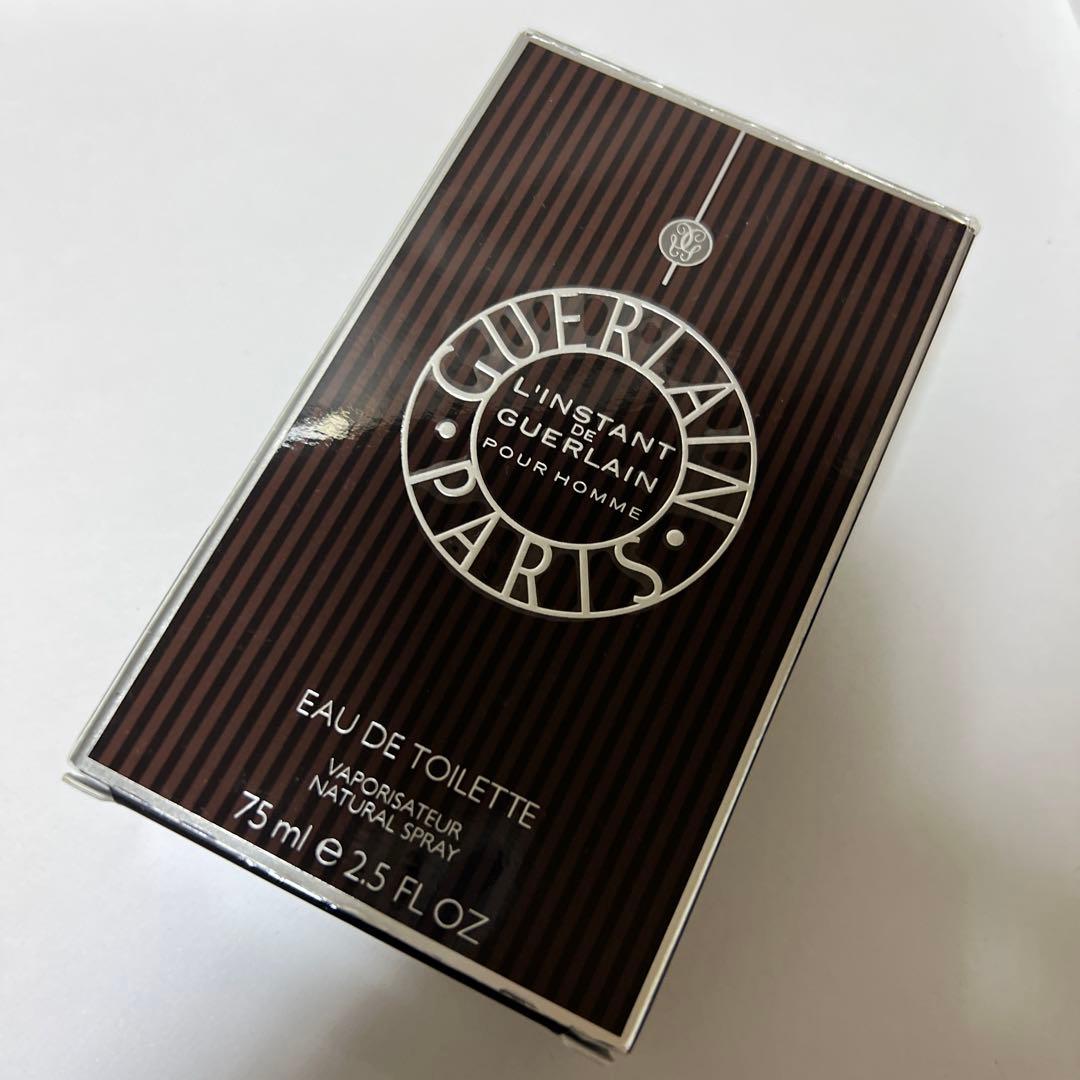 GUERLAIN
L'INSTANT
DE
GUERLAIN
POUR HOMME
• PARIS •
EAU DE TOILETTE
VAPORISATEUR
NATURAL SPRAY
75 ml e 2.5 FL OZ